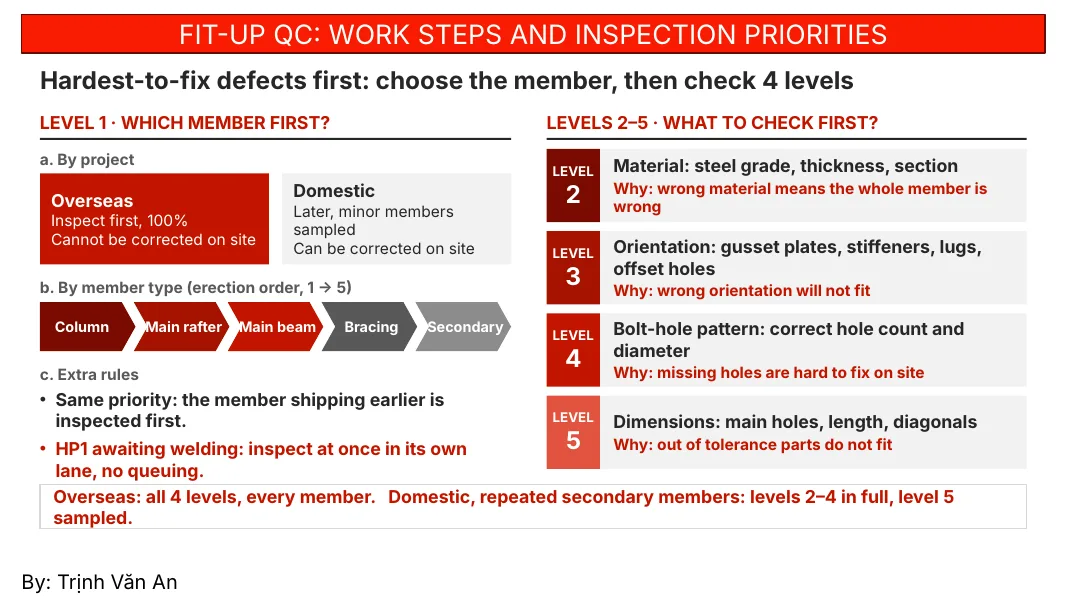 FIT-UP QC: WORK STEPS AND INSPECTION PRIORITIES
Hardest-to-fix defects first: choose the member, then check 4 levels
LEVEL 1 · WHICH MEMBER FIRST?
a. By project
Overseas
Inspect first, 100%
Cannot be corrected on site
Domestic
Later, minor members
sampled
Can be corrected on site
b. By member type (erection order, 1 → 5)
Column
Main rafter
Main beam
Bracing
Secondary
c. Extra rules
• Same priority: the member shipping earlier is
inspected first.
• HP1 awaiting welding: inspect at once in its own
lane, no queuing.
LEVELS 2–5 · WHAT TO CHECK FIRST?
LEVEL
2
Material: steel grade, thickness, section
Why: wrong material means the whole member is
wrong
LEVEL
3
Orientation: gusset plates, stiffeners, lugs,
offset holes
Why: wrong orientation will not fit
LEVEL
4
Bolt-hole pattern: correct hole count and
diameter
Why: missing holes are hard to fix on site
LEVEL
5
Dimensions: main holes, length, diagonals
Why: out of tolerance parts do not fit
Overseas: all 4 levels, every member. Domestic, repeated secondary members: levels 2–4 in full, level 5
sampled.
By: Trịnh Văn An